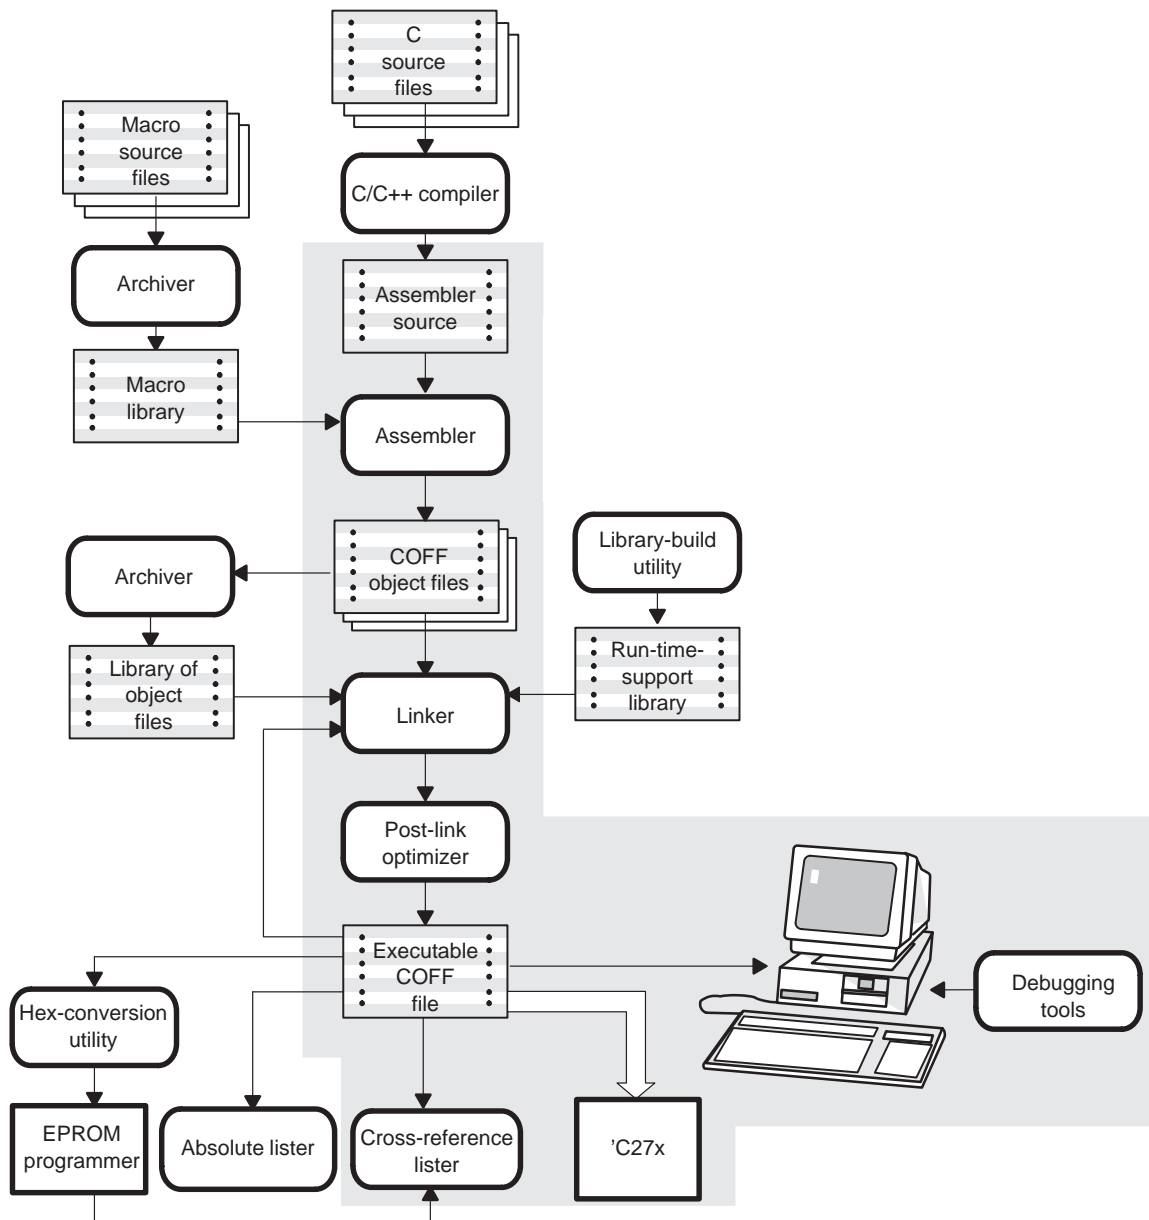 C
source
files
Macro
source
files
C/C++ compiler
Archiver
Assembler
source
Macro
library
Assembler
Archiver
COFF
object files
Library-build
utility
Library of
object
files
Run-time-
support
library
Linker
Post-link
optimizer
Executable
COFF
file
Debugging
tools
Hex-conversion
utility
EPROM
programmer
Absolute lister
Cross-reference
lister
’C27x